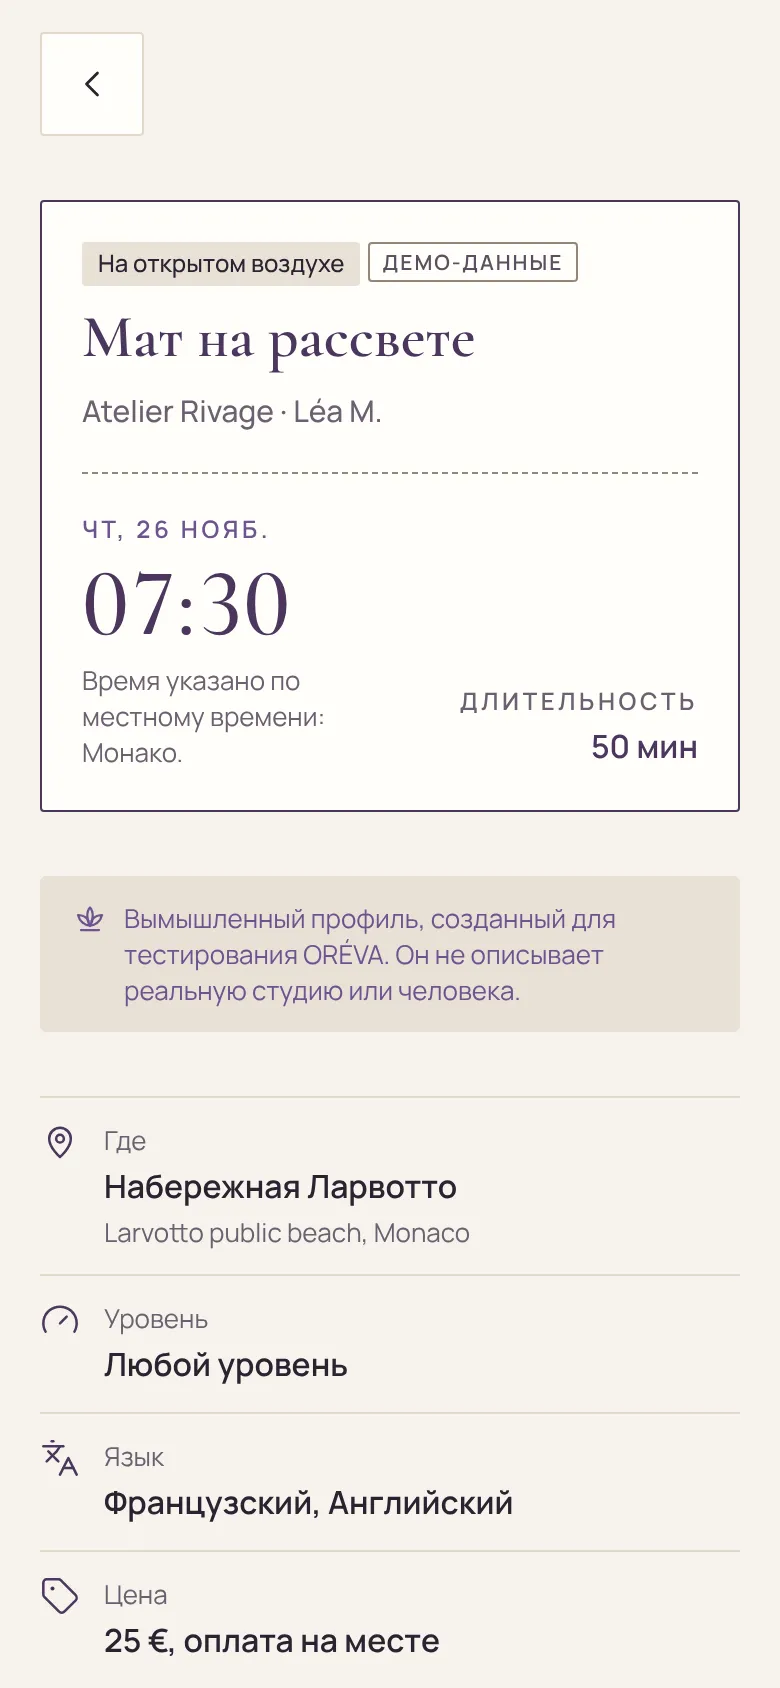 На открытом воздухе
ДЕМО-ДАННЫЕ
Мат на рассвете
Atelier Rivage · Léa M.
ЧТ, 26 НОЯБ.
07:30
Время указано по
местному времени:
Монако.
ДЛИТЕЛЬНОСТЬ
50 мин
Вымышленный профиль, созданный для
тестирования ORÉVA. Он не описывает
реальную студию или человека.
Где
Набережная Ларвотто
Larvotto public beach, Monaco
Уровень
Любой уровень
Язык
Французский, Английский
Цена
25 €, оплата на месте